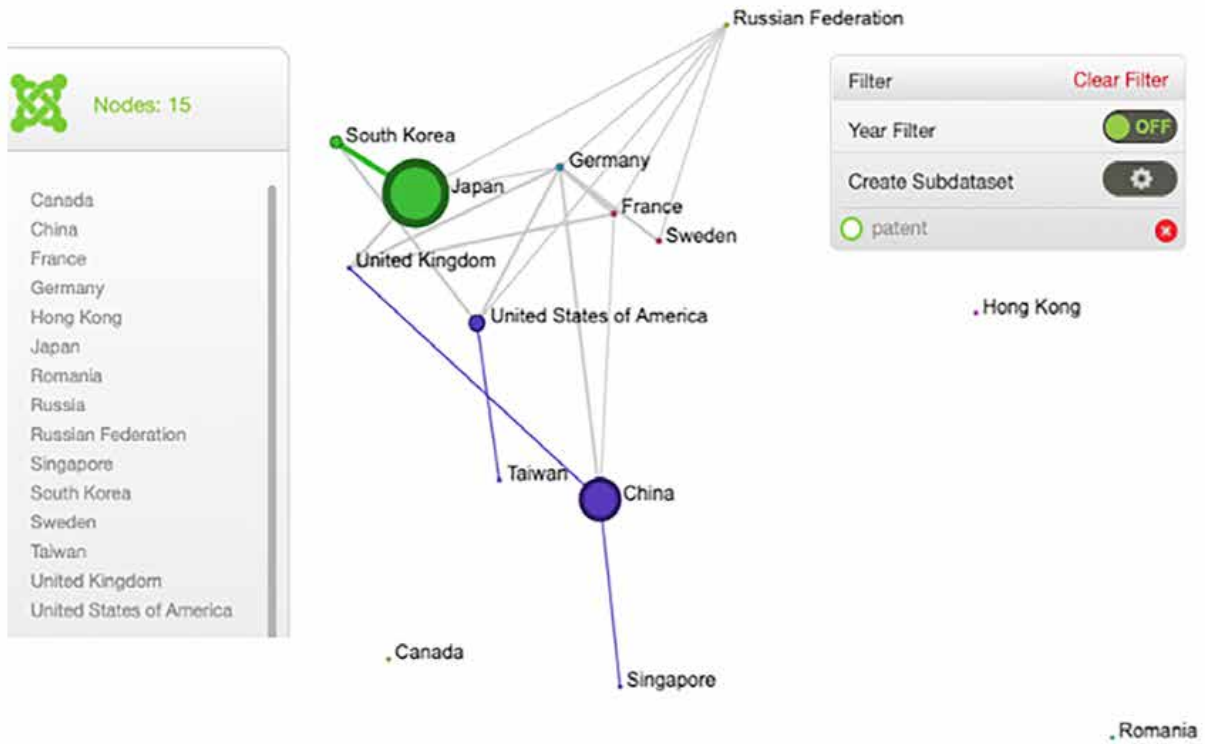 Nodes: 15
Canada
China
France
Germany
Hong Kong
Japan
Romania
Russia
Russian Federation
Singapore
South Korea
Sweden
Taiwan
United Kingdom
United States of America
Russian Federation
South Korea
Germany
Japan
France
Sweden
United Kingdom
United States of America
Taiwan
China
Canada
Singapore
Filter
Clear Filter
Year Filter
OFF
Create Subdataset
patent
Hong Kong
Romania